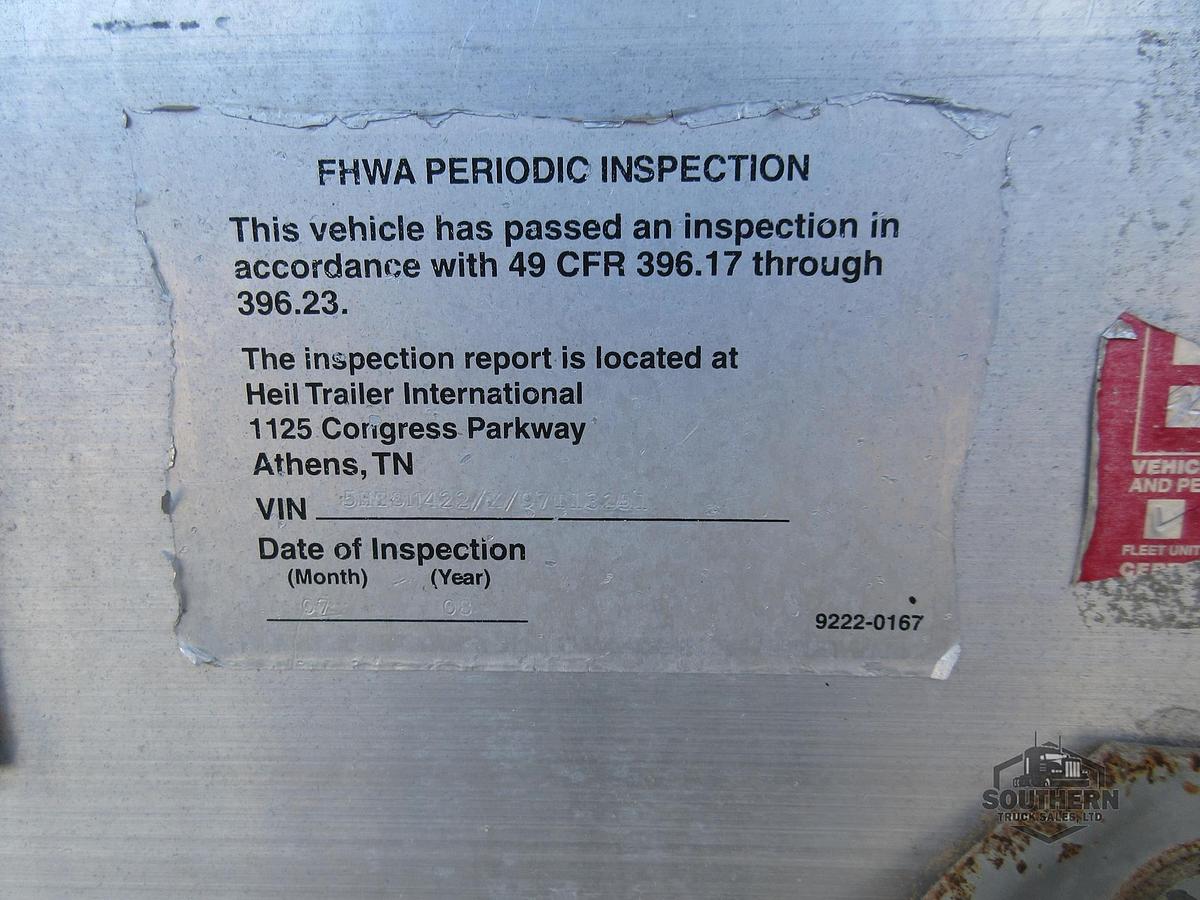 FHWA PERIODIC INSPECTION
This vehicle has passed an inspection in
accordance with 49 CFR 396.17 through
396.23.
The inspection report is located at
Heil Trailer International
1125 Congress Parkway
Athens, TN
VIN
Date of Inspection
(Month) (Year)
07 08
9222-0167
VEHIC
AND PE
FLEET UNIT
SOUTHERN
TRUCK SALES, LTD